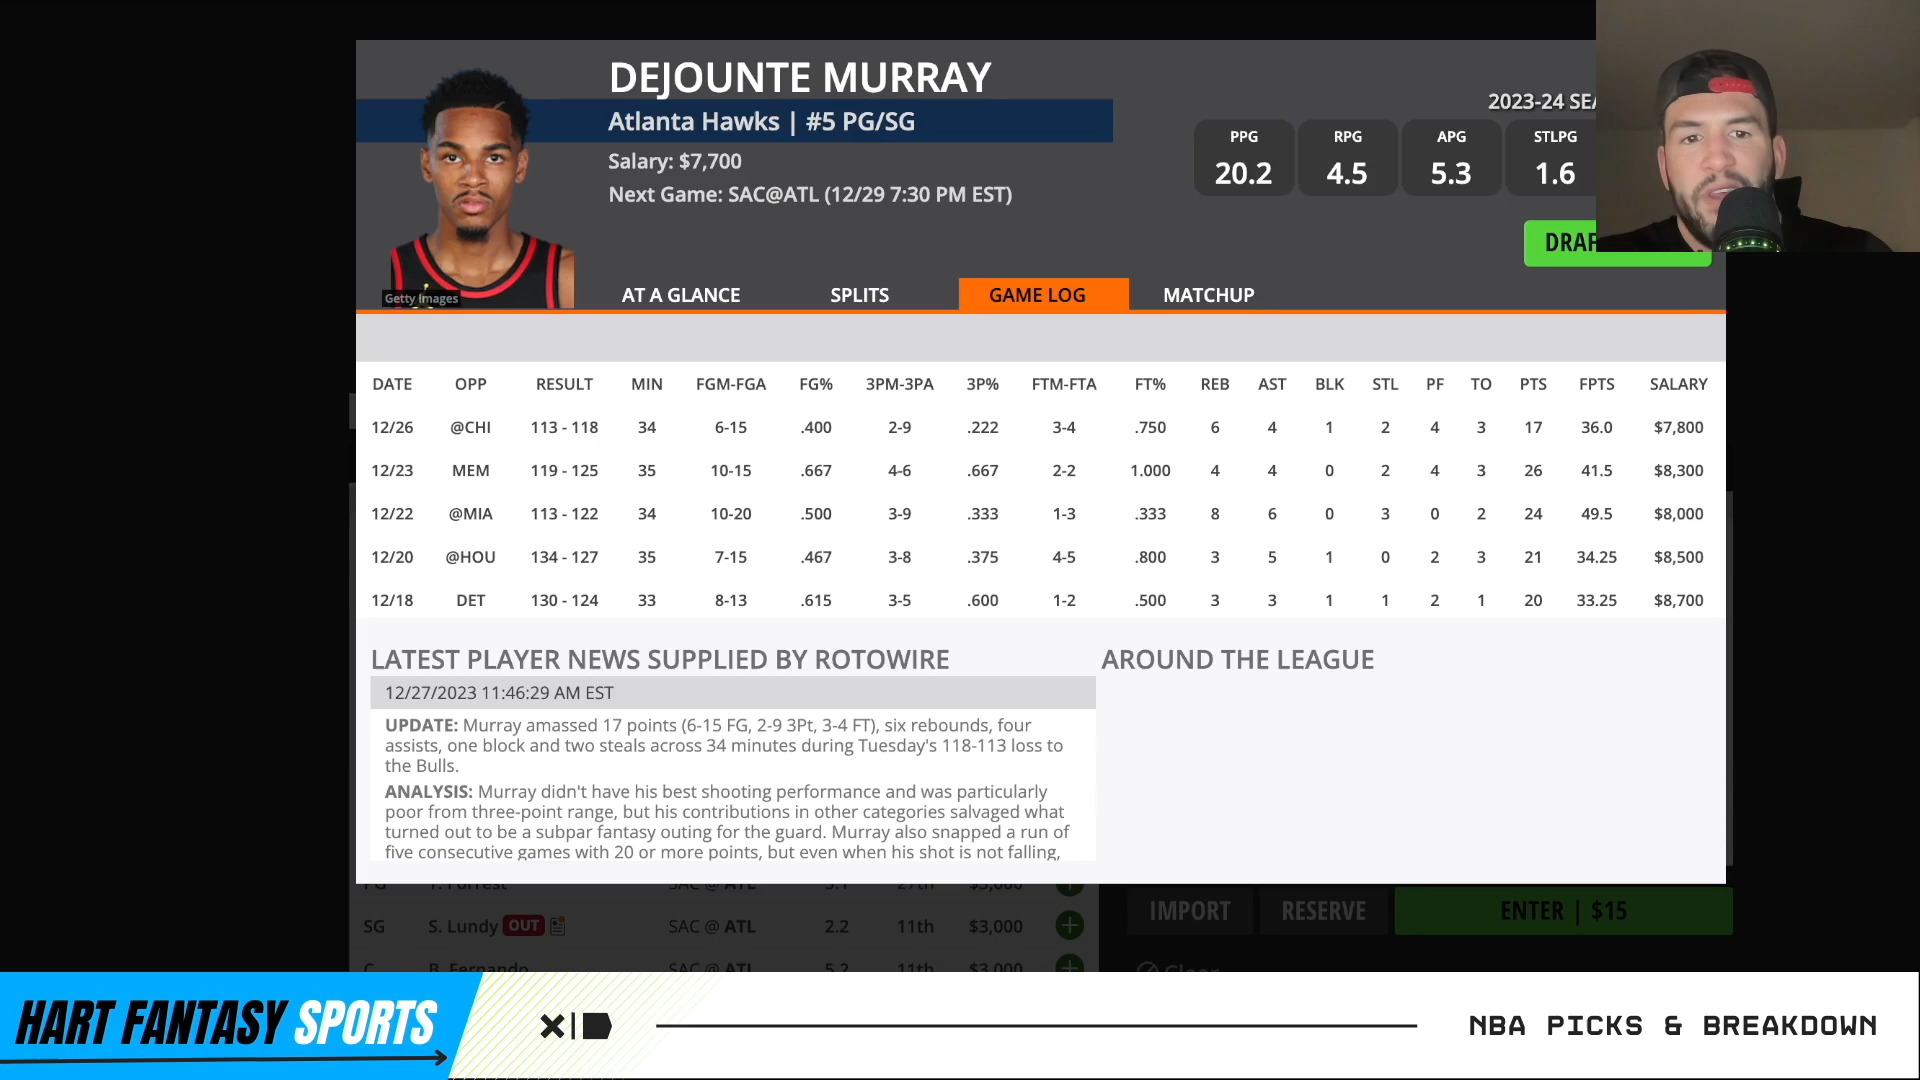 DEJOUNTE MURRAY
Atlanta Hawks | #5 PG/SG
Salary: $7,700
Next Game: SAC@ATL (12/29 7:30 PM EST)
2023-24 SEA
PPG RPG APG STLPG
20.2 4.5 5.3 1.6
DRAF
Getty Images
AT A GLANCE SPLITS GAME LOG MATCHUP
DATE OPP RESULT MIN FGM-FGA FG% 3PM-3PA 3P% FTM-FTA FT% REB AST BLK STL PF TO PTS FPTS SALARY
12/26 @CHI 113 - 118 34 6-15 .400 2-9 .222 3-4 .750 6 4 1 2 4 3 17 36.0 $7,800
12/23 MEM 119 - 125 35 10-15 .667 4-6 .667 2-2 1.000 4 4 0 2 4 3 26 41.5 $8,300
12/22 @MIA 113 - 122 34 10-20 .500 3-9 .333 1-3 .333 8 6 0 3 0 2 24 49.5 $8,000
12/20 @HOU 134 - 127 35 7-15 .467 3-8 .375 4-5 .800 3 5 1 0 2 3 21 34.25 $8,500
12/18 DET 130 - 124 33 8-13 .615 3-5 .600 1-2 .500 3 3 1 1 2 1 20 33.25 $8,700
LATEST PLAYER NEWS SUPPLIED BY ROTOWIRE
AROUND THE LEAGUE
12/27/2023 11:46:29 AM EST
UPDATE: Murray amassed 17 points (6-15 FG, 2-9 3Pt, 3-4 FT), six rebounds, four
assists, one block and two steals across 34 minutes during Tuesday's 118-113 loss to
the Bulls.
ANALYSIS: Murray didn't have his best shooting performance and was particularly
poor from three-point range, but his contributions in other categories salvaged what
turned out to be a subpar fantasy outing for the guard. Murray also snapped a run of
five consecutive games with 20 or more points, but even when his shot is not falling,
SG S. Lundy OUT SAC @ ATL 2.2 11th $3,000
C B. Fernando SAC @ ATL 5.2 11th $3,000
IMPORT RESERVE ENTER | $15
Clear
HART FANTASY SPORTS
NBA PICKS & BREAKDOWN